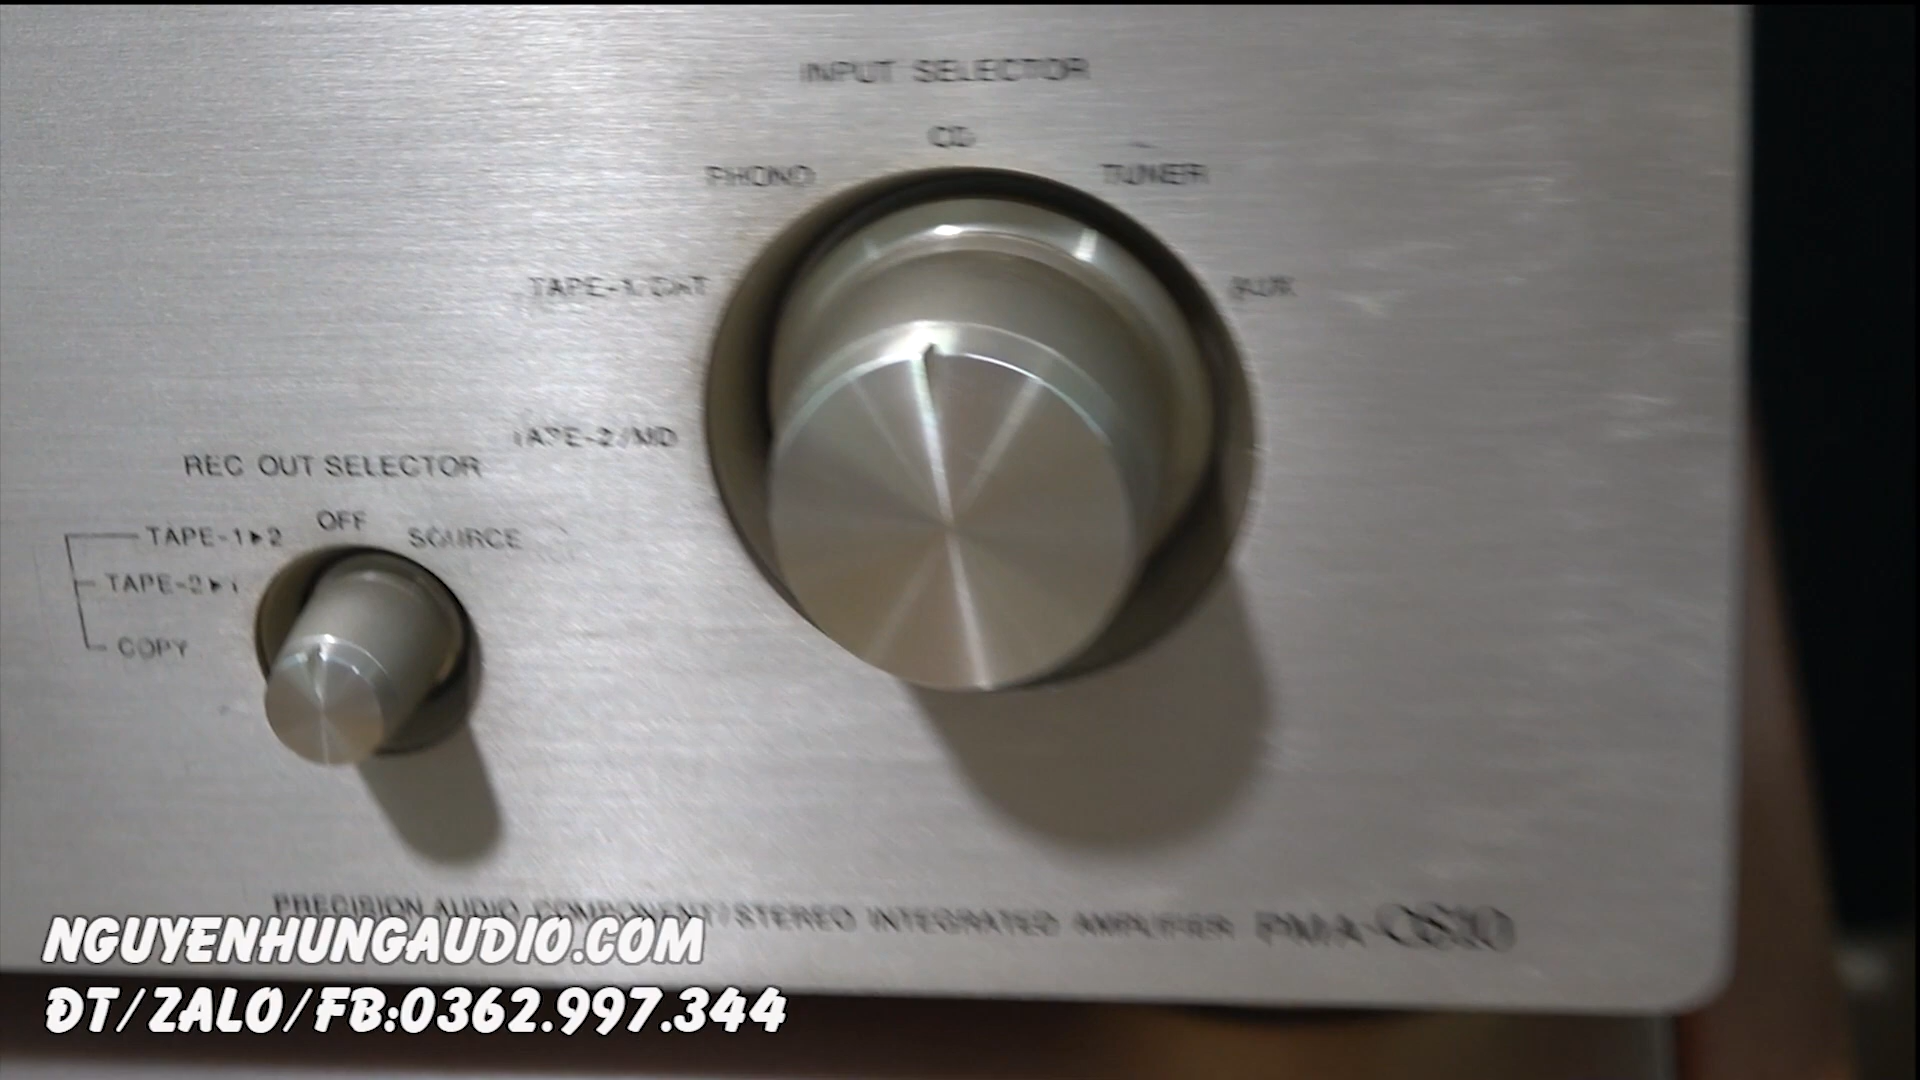 INPUT SELECTOR
CD
PHONO
TUNER
TAPE-1/DAT
AUX
TAPE-2/MD
REC OUT SELECTOR
OFF
TAPE-1▸2
SOURCE
TAPE-2▸1
COPY
PRECISION AUDIO COMPONENT/STEREO INTEGRATED AMPLIFIER PMA-
NGUYENHUNGAUDIO.COM
ĐT/ZALO/FB:0362.997.344